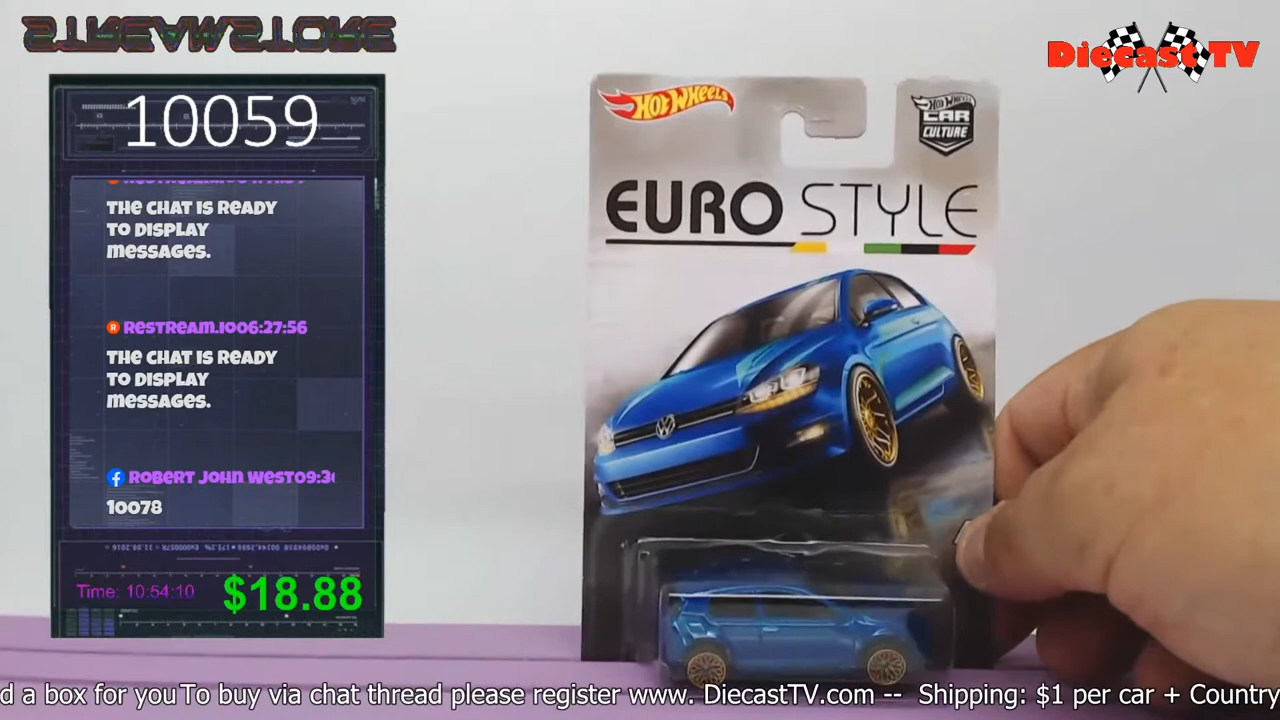 STREAMSTORE
Diecast TV
10059
THE CHAT IS READY
TO DISPLAY
MESSAGES.
RESTREAM.IO06:27:56
THE CHAT IS READY
TO DISPLAY
MESSAGES.
ROBERT JOHN WEST09:3
10078
Time: 10:54:10
$18.88
HOT WHEELS
HOT WHEELS
CAR
CULTURE
EURO STYLE
d a box for you To buy via chat thread please register www. DiecastTV.com -- Shipping: $1 per car + Country